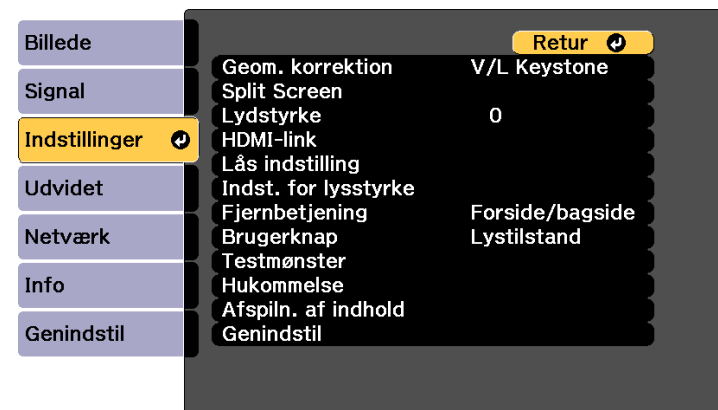 Billede
Signal
Indstillinger
Udvidet
Netværk
Info
Genindstil
Retur
Geom. korrektion V/L Keystone
Split Screen
Lydstyrke 0
HDMI-link
Lås indstilling
Indst. for lysstyrke
Fjernbetjening Forside/bagside
Brugerknap Lystilstand
Testmønster
Hukommelse
Afspiln. af indhold
Genindstil